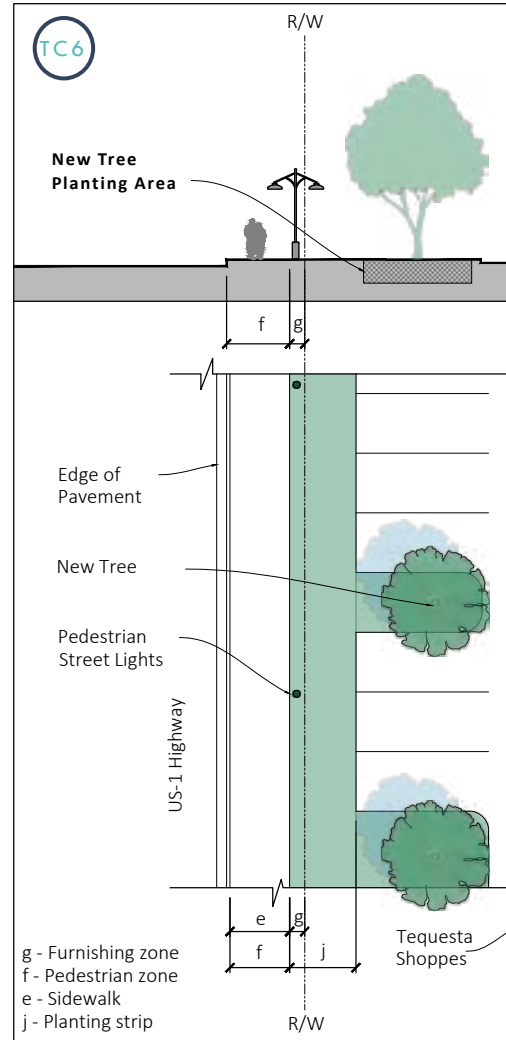 R/W
TC6
New Tree
Planting Area
f
g
Edge of
Pavement
New Tree
Pedestrian
Street Lights
US-1 Highway
e
g
f
j
g - Furnishing zone
f - Pedestrian zone
e - Sidewalk
j - Planting strip
Tequesta
Shoppes
R/W